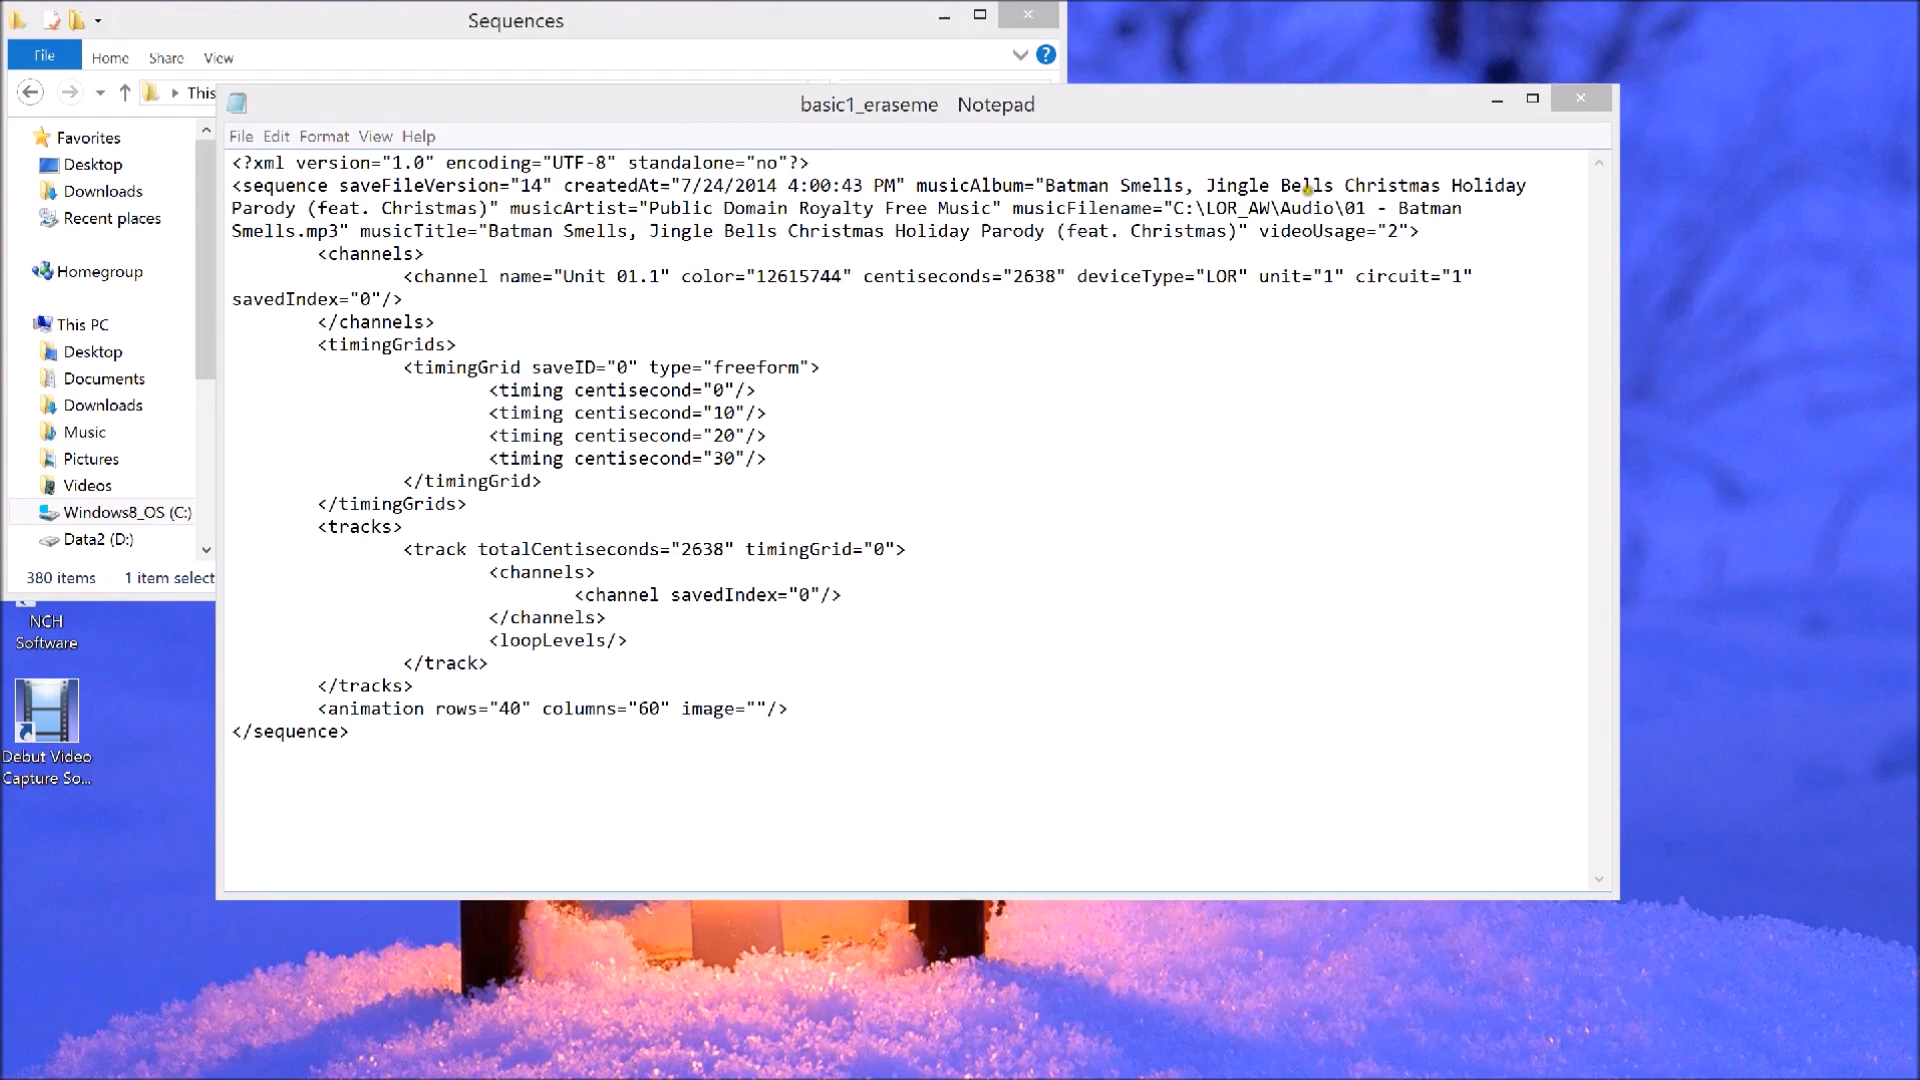 Sequences
File Home Share View
This
Favorites
Desktop
Downloads
Recent places
Homegroup
This PC
Desktop
Documents
Downloads
Music
Pictures
Videos
Windows8_OS (C:)
Data2 (D:)
380 items 1 item select
basic1_eraseme Notepad
File Edit Format View Help
<?xml version="1.0" encoding="UTF-8" standalone="no"?>
<sequence saveFileVersion="14" createdAt="7/24/2014 4:00:43 PM" musicAlbum="Batman Smells, Jingle Bells Christmas Holiday
Parody (feat. Christmas)" musicArtist="Public Domain Royalty Free Music" musicFilename="C:\LOR_AW\Audio\01 - Batman
Smells.mp3" musicTitle="Batman Smells, Jingle Bells Christmas Holiday Parody (feat. Christmas)" videoUsage="2">
<channels>
<channel name="Unit 01.1" color="12615744" centiseconds="2638" deviceType="LOR" unit="1" circuit="1"
savedIndex="0"/>
</channels>
<timingGrids>
<timingGrid saveID="0" type="freeform">
<timing centisecond="0"/>
<timing centisecond="10"/>
<timing centisecond="20"/>
<timing centisecond="30"/>
</timingGrid>
</timingGrids>
<tracks>
<track totalCentiseconds="2638" timingGrid="0">
<channels>
<channel savedIndex="0"/>
</channels>
<loopLevels/>
</track>
</tracks>
<animation rows="40" columns="60" image=""/>
</sequence>
NCH
Software
Debut Video
Capture So...